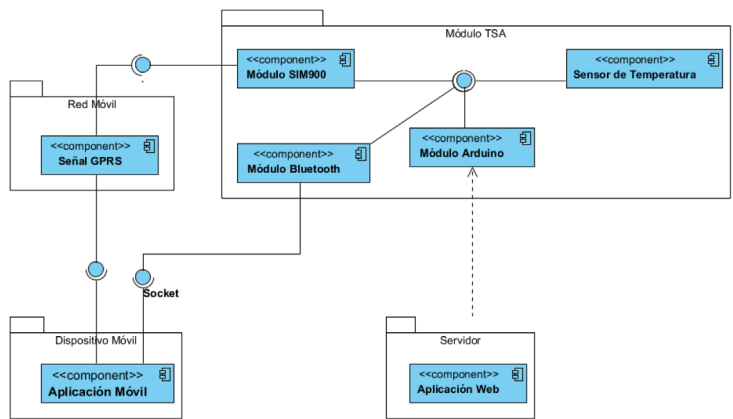 Módulo TSA
<<component>>
Módulo SIM900
<<component>>
Sensor de Temperatura
Red Móvil
<<component>>
Señal GPRS
<<component>>
Módulo Bluetooth
<<component>>
Módulo Arduino
Socket
Dispositivo Móvil
<<component>>
Aplicación Móvil
Servidor
<<component>>
Aplicación Web